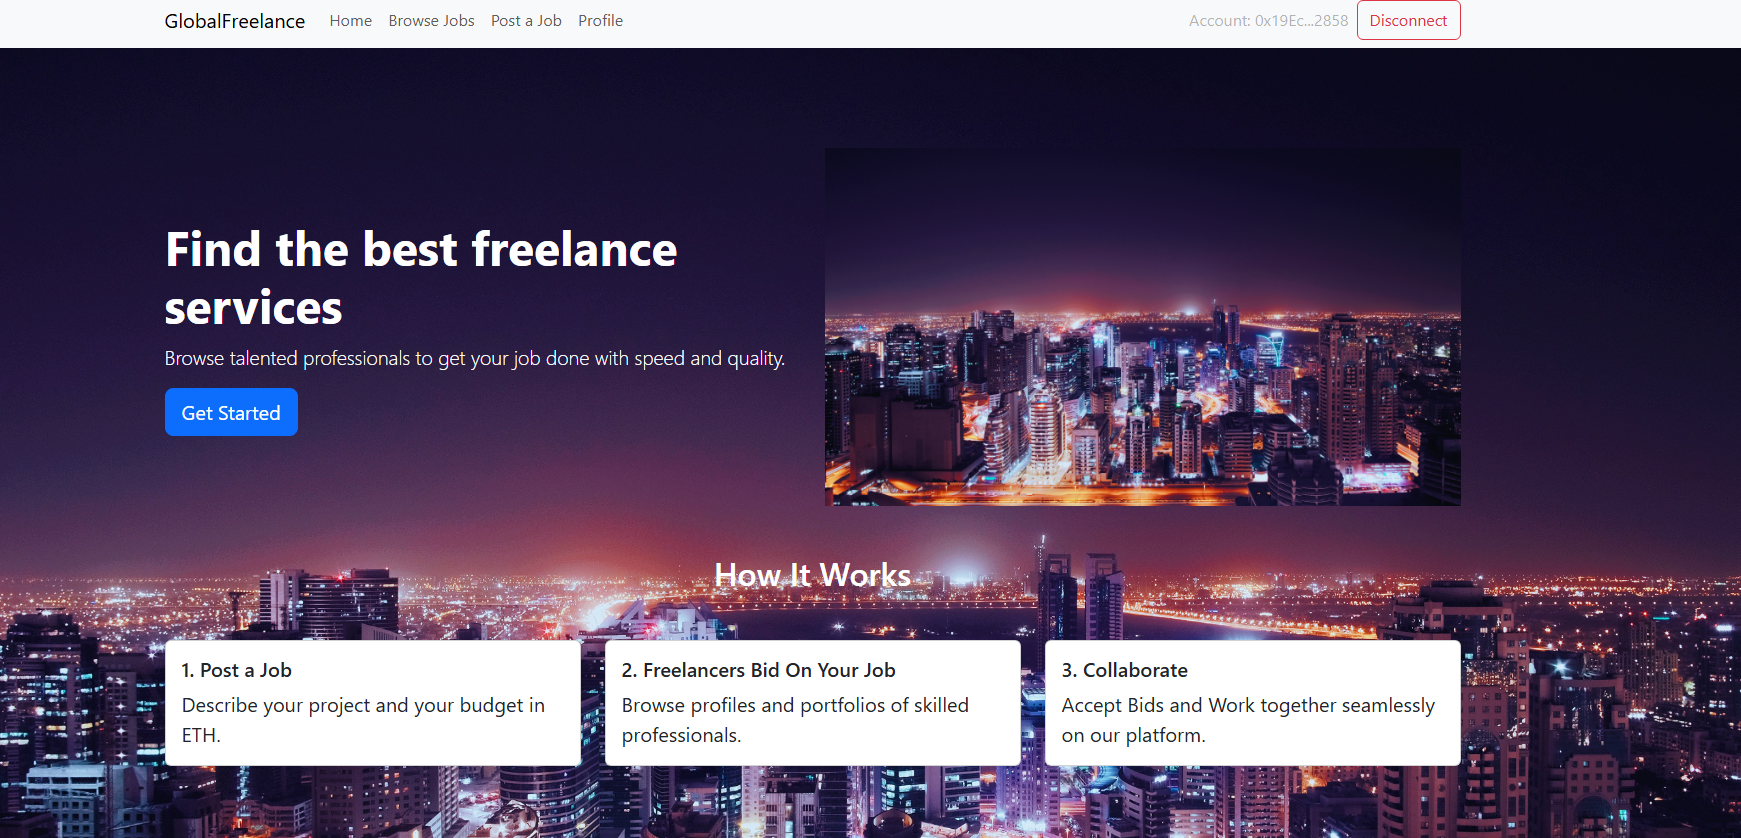 GlobalFreelance Home Browse Jobs Post a Job Profile Account: 0x19Ec...2858 Disconnect
Find the best freelance
services
Browse talented professionals to get your job done with speed and quality.
Get Started
How It Works
1. Post a Job
Describe your project and your budget in
ETH.
2. Freelancers Bid On Your Job
Browse profiles and portfolios of skilled
professionals.
3. Collaborate
Accept Bids and Work together seamlessly
on our platform.